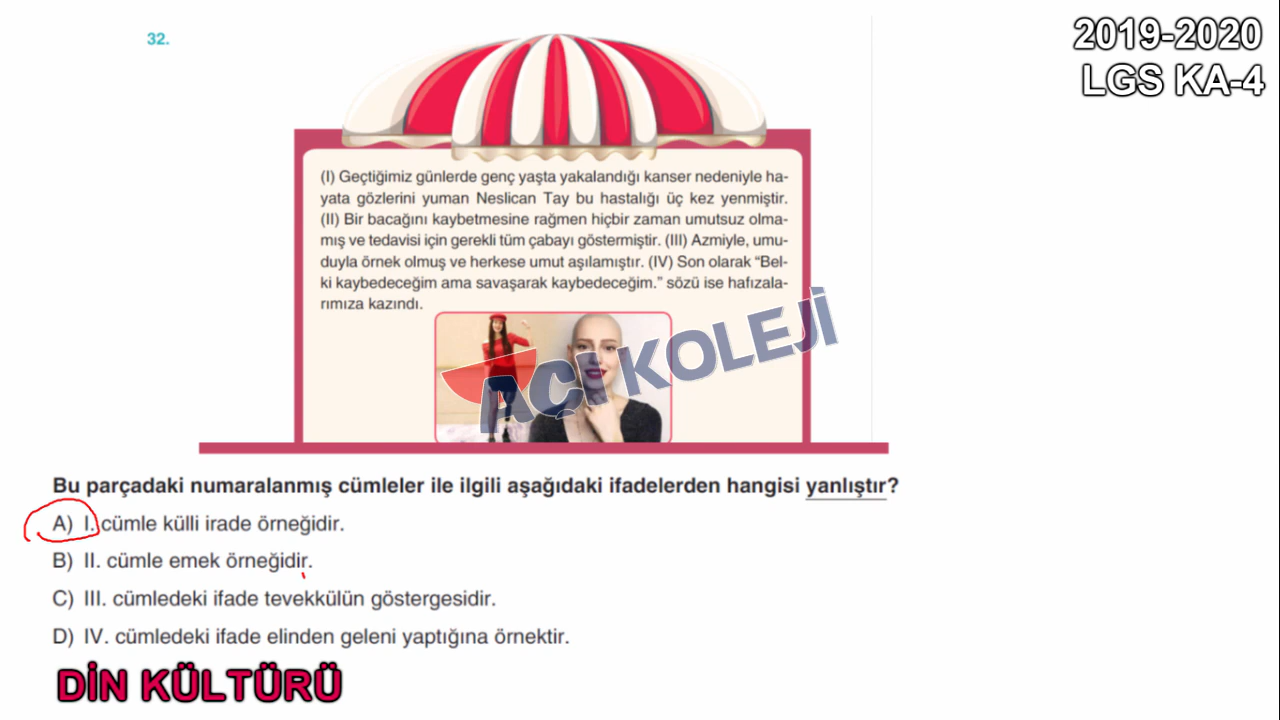 32.
2019-2020
LGS KA-4
(I) Geçtiğimiz günlerde genç yaşta yakalandığı kanser nedeniyle ha-
yata gözlerini yuman Neslican Tay bu hastalığı üç kez yenmiştir.
(II) Bir bacağını kaybetmesine rağmen hiçbir zaman umutsuz olma-
mış ve tedavisi için gerekli tüm çabayı göstermiştir. (III) Azmiyle, umu-
duyla örnek olmuş ve herkese umut aşılamıştır. (IV) Son olarak “Bel-
ki kaybedeceğim ama savaşarak kaybedeceğim.” sözü ise hafızala-
rımıza kazındı.
AÇI KOLEJİ
Bu parçadaki numaralanmış cümleler ile ilgili aşağıdaki ifadelerden hangisi yanlıştır?
A) I. cümle külli irade örneğidir.
B) II. cümle emek örneğidir.
C) III. cümledeki ifade tevekkülün göstergesidir.
D) IV. cümledeki ifade elinden geleni yaptığına örnektir.
DİN KÜLTÜRÜ